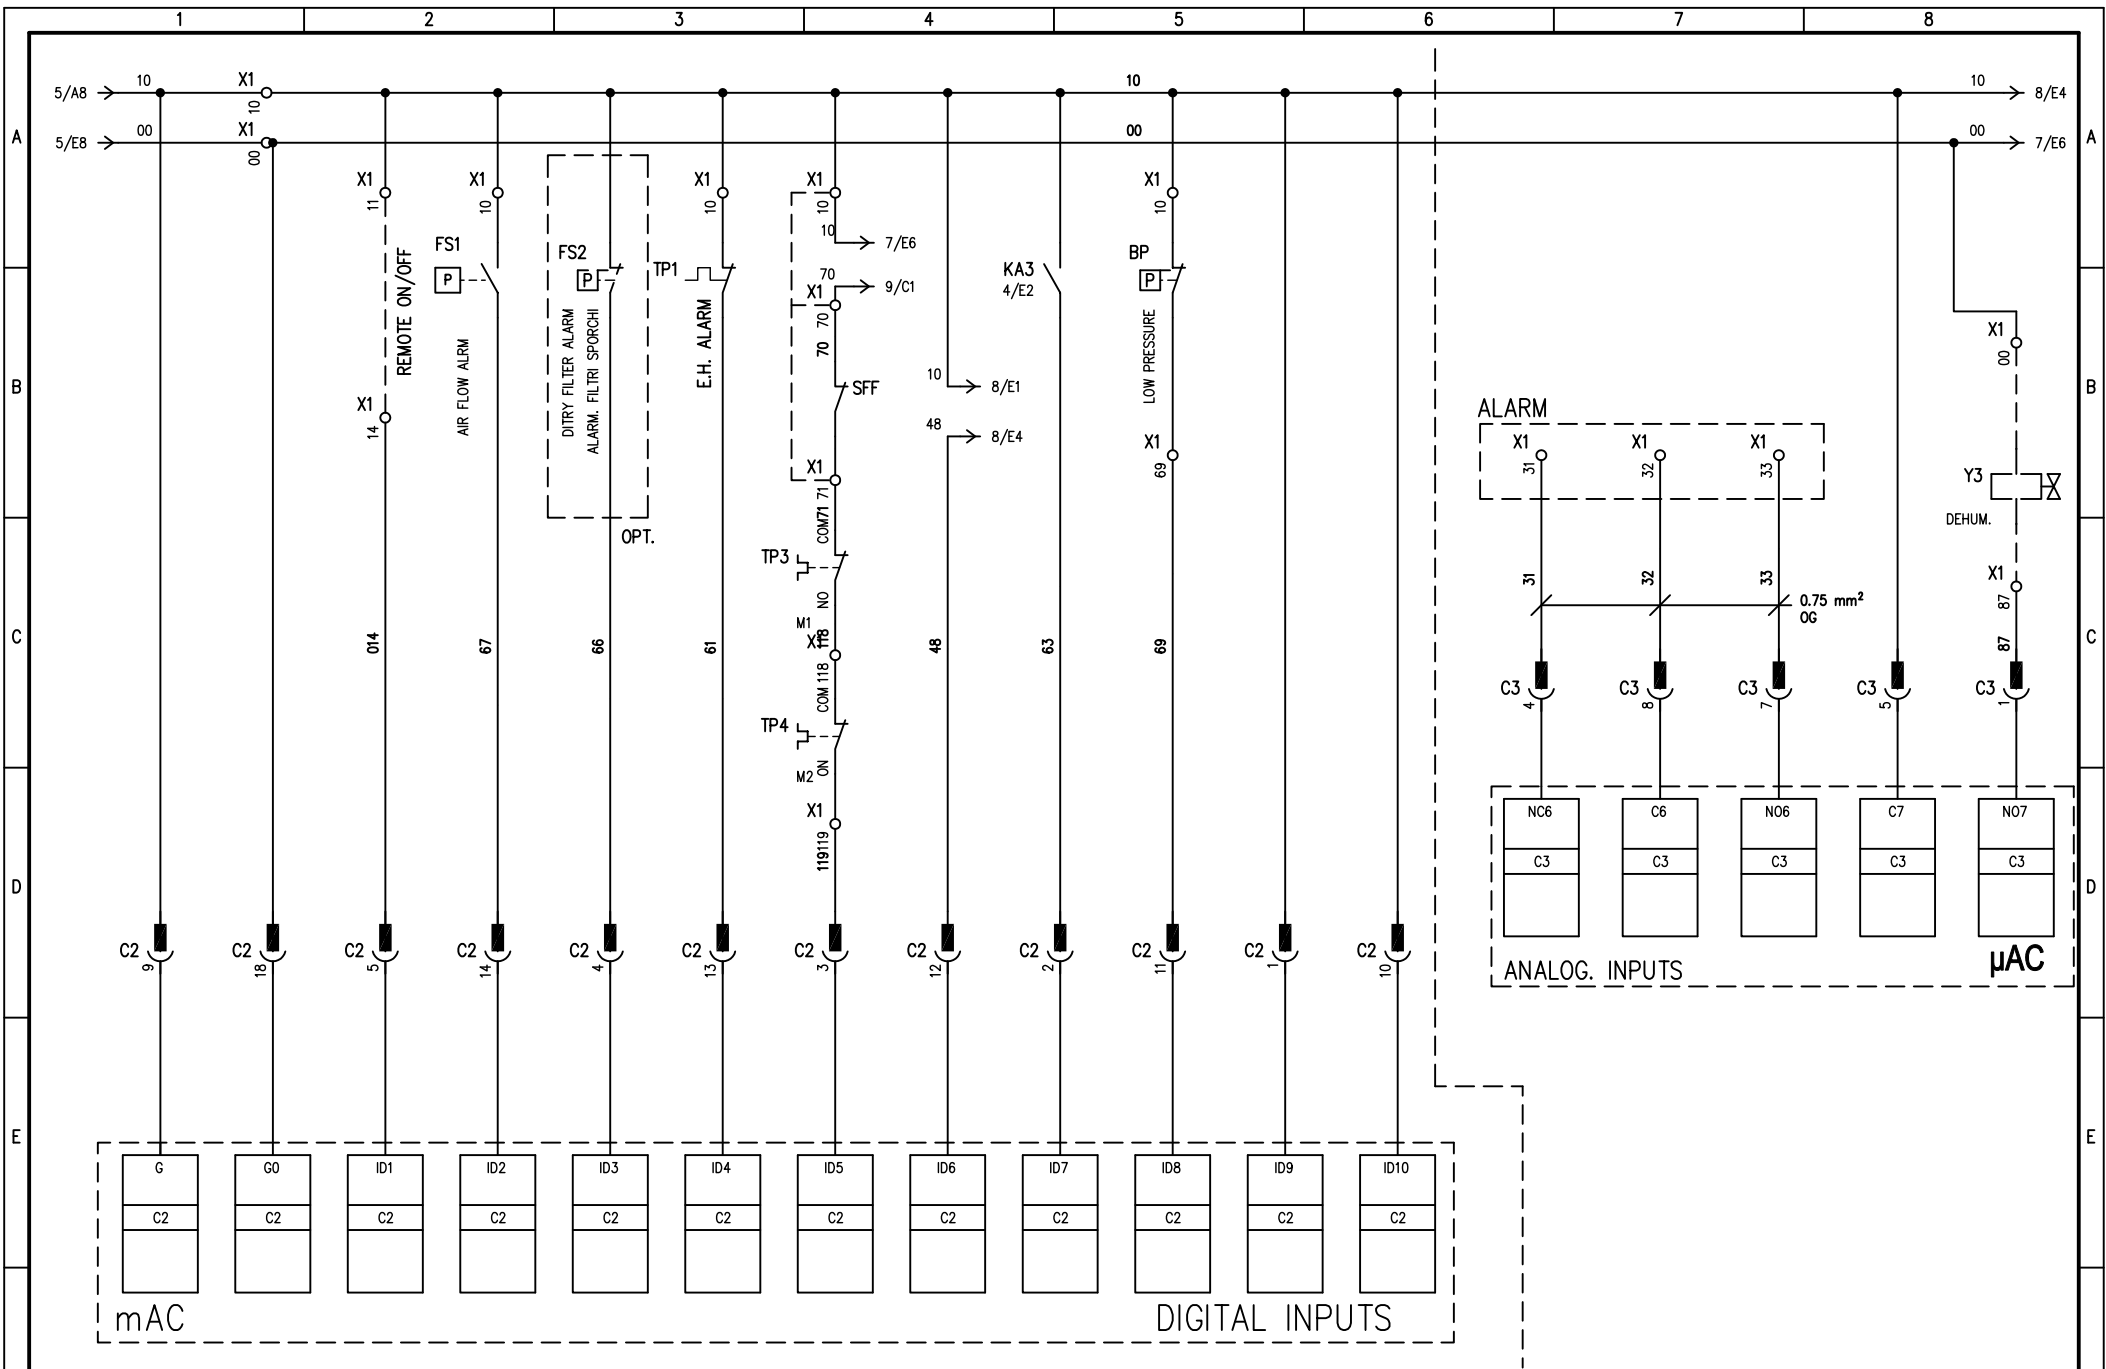 1 2 3 4 5 6 7 8
5/A8 10 X1 10 10 10 8/E4
A 5/E8 00 X1 00 00 00 7/E6 A
X1 11 X1 10 X1 10 X1 10 X1 10
10 7/E6
FS1 P
AIR FLOW ALRM
REMOTE ON/OFF
X1 14
FS2 P
DITRY FILTER ALARM
ALARM. FILTRI SPORCHI
OPT.
TP1
E.H. ALARM
70 9/C1
X1 70
70
SFF
X1 71
COM71
TP3
NO
M1
X1 118
COM 118
TP4
NO
M2
X1
119119
10 8/E1
48 8/E4
KA3
4/E2
BP P
LOW PRESSURE
X1 69
B B
ALARM
X1 31 X1 32 X1 33
X1 00
Y3
DEHUM.
X1 87
31 32 33
0.75 mm²
OG
C 014 67 66 61 48 63 69 87 C
C3 4 C3 8 C3 7 C3 5 C3 1
NC6 C6 NO6 C7 NO7
C3 C3 C3 C3 C3
D D
ANALOG. INPUTS µAC
C2 9 C2 18 C2 5 C2 14 C2 4 C2 13 C2 3 C2 12 C2 2 C2 11 C2 1 C2 10
E E
G G0 ID1 ID2 ID3 ID4 ID5 ID6 ID7 ID8 ID9 ID10
C2 C2 C2 C2 C2 C2 C2 C2 C2 C2 C2 C2
mAC DIGITAL INPUTS